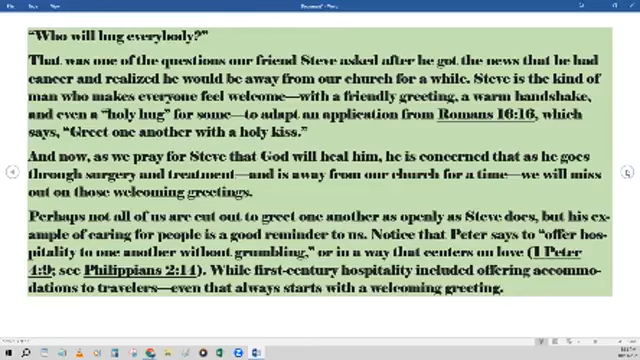 “Who will hug everybody?”
That was one of the questions our friend Steve asked after he got the news that he had
cancer and realized he would be away from our church for a while. Steve is the kind of
man who makes everyone feel welcome—with a friendly greeting, a warm handshake,
and even a “holy hug” for some—to adapt an application from Romans 16:16, which
says, “Greet one another with a holy kiss.”
And now, as we pray for Steve that God will heal him, he is concerned that as he goes
through surgery and treatment—and is away from our church for a time—we will miss
out on those welcoming greetings.
Perhaps not all of us are cut out to greet one another as openly as Steve does, but his ex-
ample of caring for people is a good reminder to us. Notice that Peter says to “offer hos-
pitality to one another without grumbling,” or in a way that centers on love (1 Peter
4:9; see Philippians 2:14). While first-century hospitality included offering accommo-
dations to travelers—even that always starts with a welcoming greeting.